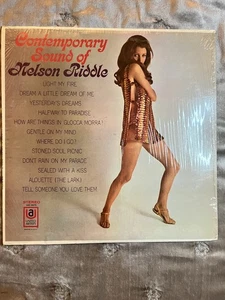 Contemporary
Sound of
Nelson Riddle
LIGHT MY FIRE
DREAM A LITTLE DREAM OF ME
YESTERDAY'S DREAMS
HALFWAY TO PARADISE
HOW ARE THINGS IN GLOCCA MORRA?
GENTLE ON MY MIND
WHERE DO I GO?
STONED SOUL PICNIC
DON'T RAIN ON MY PARADE
SEALED WITH A KISS
ALOUETTE (THE LARK)
TELL SOMEONE YOU LOVE THEM